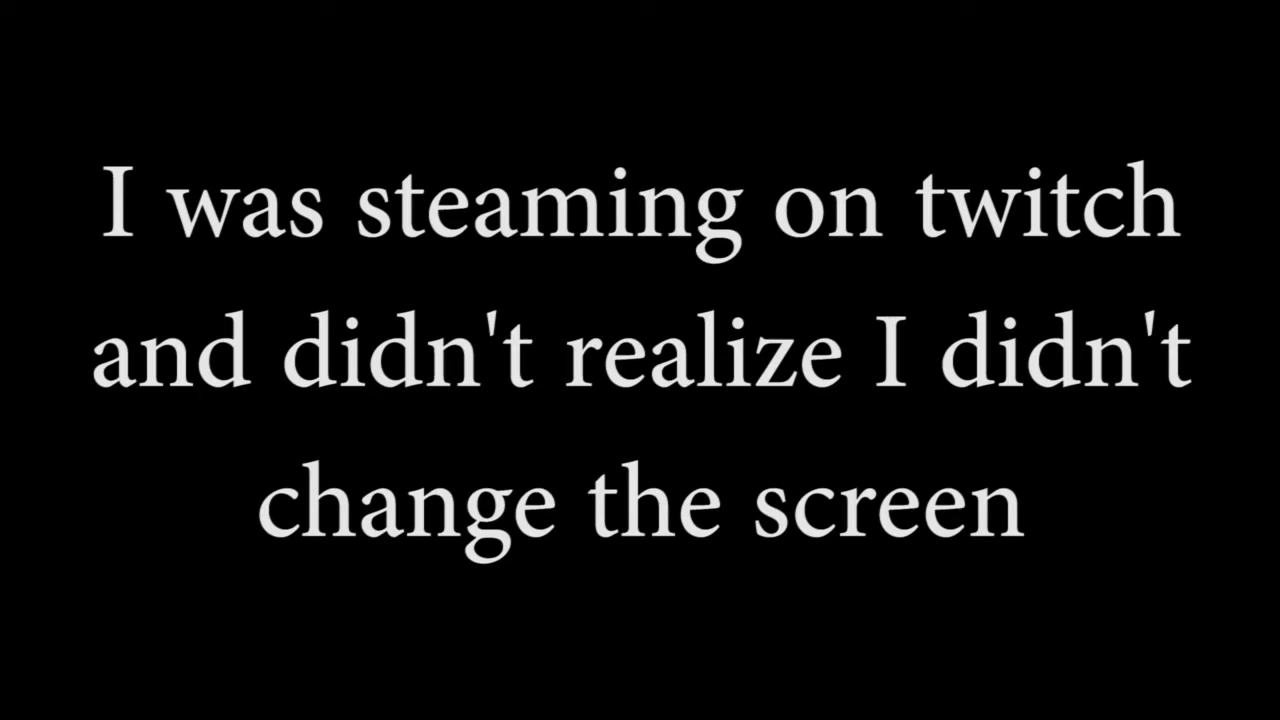 I was steaming on twitch
and didn't realize I didn't
change the screen